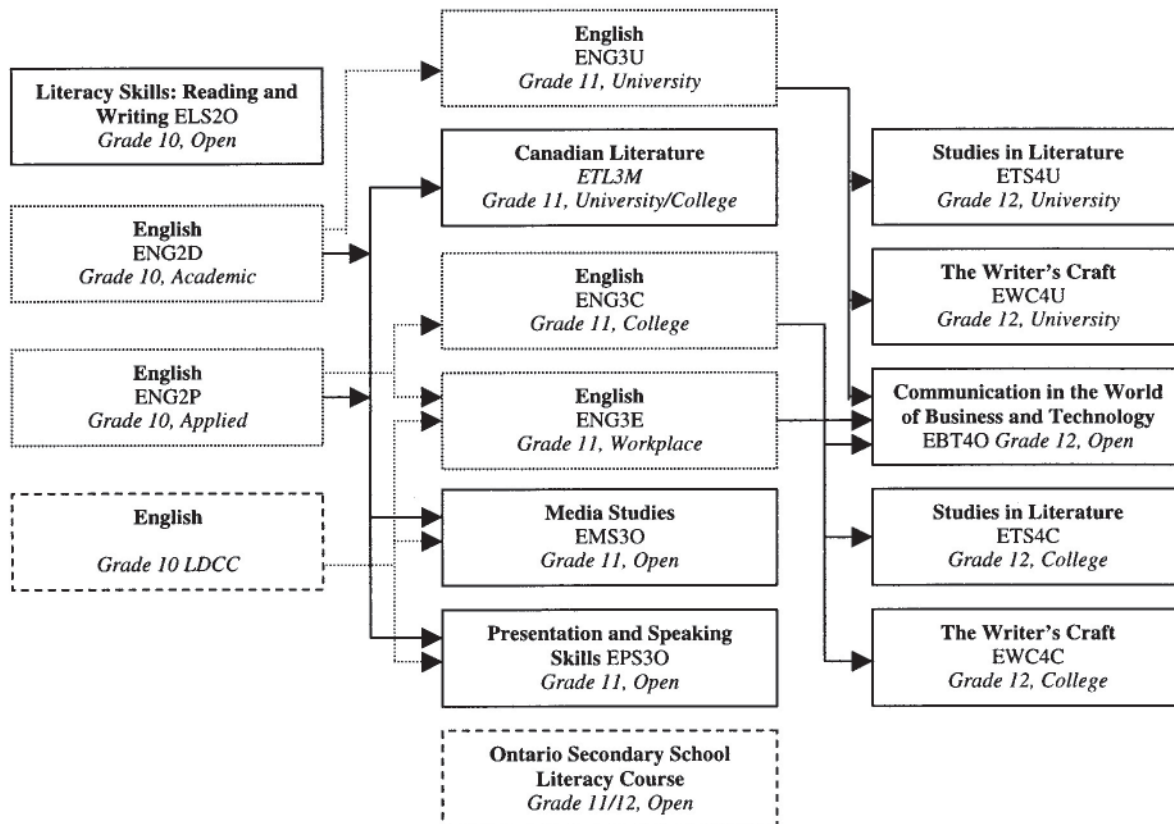 Literacy Skills: Reading and
Writing ELS2O
Grade 10, Open
English
ENG2D
Grade 10, Academic
English
ENG2P
Grade 10, Applied
English
Grade 10 LDCC
English
ENG3U
Grade 11, University
Canadian Literature
ETL3M
Grade 11, University/College
English
ENG3C
Grade 11, College
English
ENG3E
Grade 11, Workplace
Media Studies
EMS3O
Grade 11, Open
Presentation and Speaking
Skills EPS3O
Grade 11, Open
Ontario Secondary School
Literacy Course
Grade 11/12, Open
Studies in Literature
ETS4U
Grade 12, University
The Writer's Craft
EWC4U
Grade 12, University
Communication in the World
of Business and Technology
EBT4O Grade 12, Open
Studies in Literature
ETS4C
Grade 12, College
The Writer's Craft
EWC4C
Grade 12, College